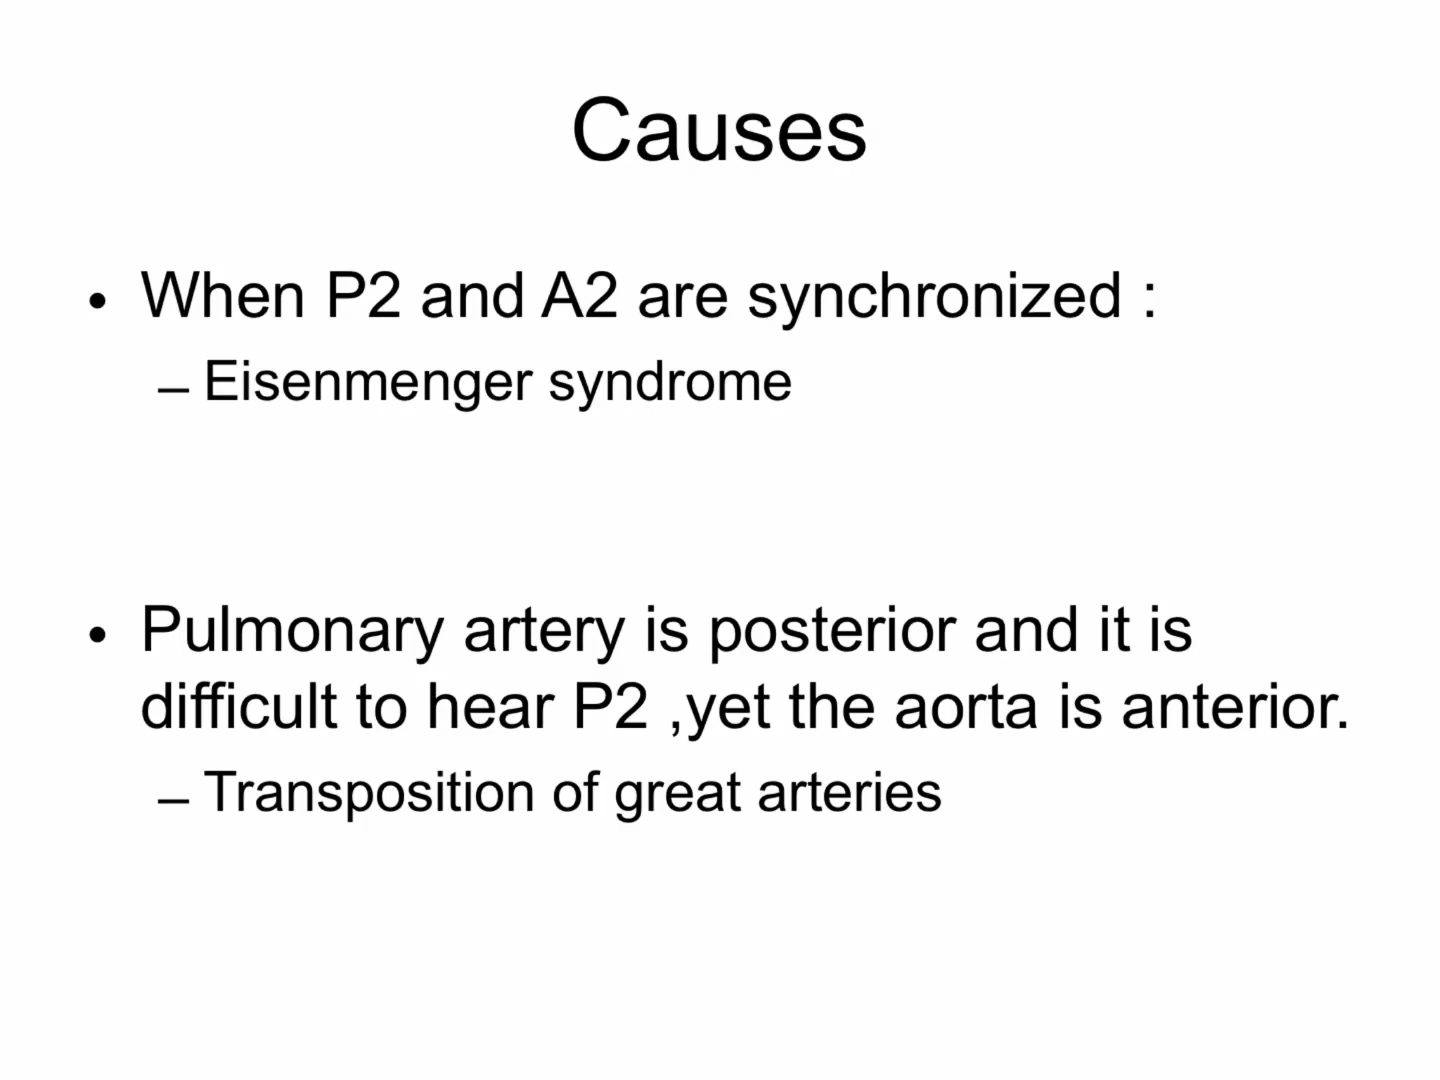 Causes
• When P2 and A2 are synchronized :
– Eisenmenger syndrome
• Pulmonary artery is posterior and it is
difficult to hear P2 ,yet the aorta is anterior.
– Transposition of great arteries